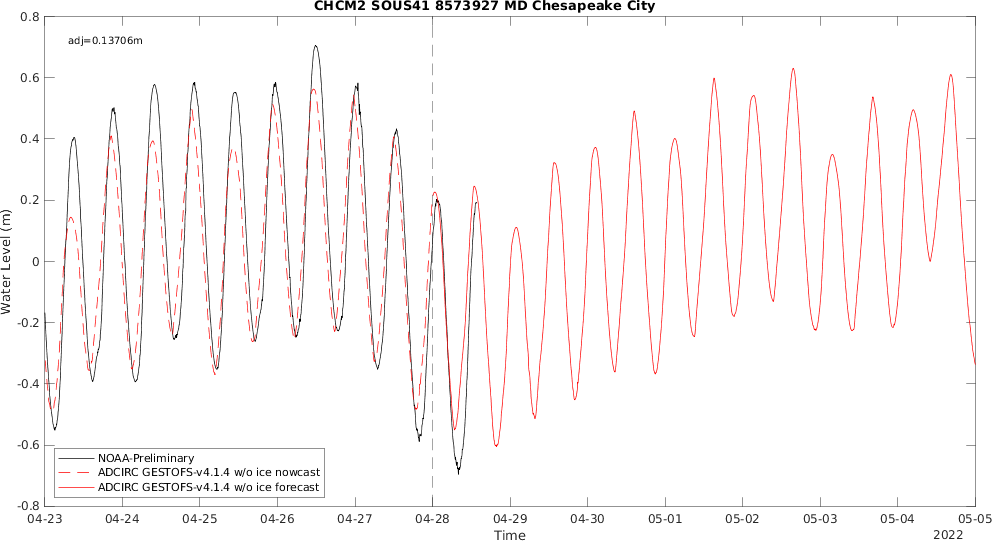 CHCM2 SOUS41 8573927 MD Chesapeake City
0.8
adj=0.13706m
0.6
0.4
0.2
0
-0.2
-0.4
-0.6
-0.8
Water Level (m)
NOAA-Preliminary
ADCIRC GESTOFS-v4.1.4 w/o ice nowcast
ADCIRC GESTOFS-v4.1.4 w/o ice forecast
04-23 04-24 04-25 04-26 04-27 04-28 04-29 04-30 05-01 05-02 05-03 05-04 05-05
Time
2022